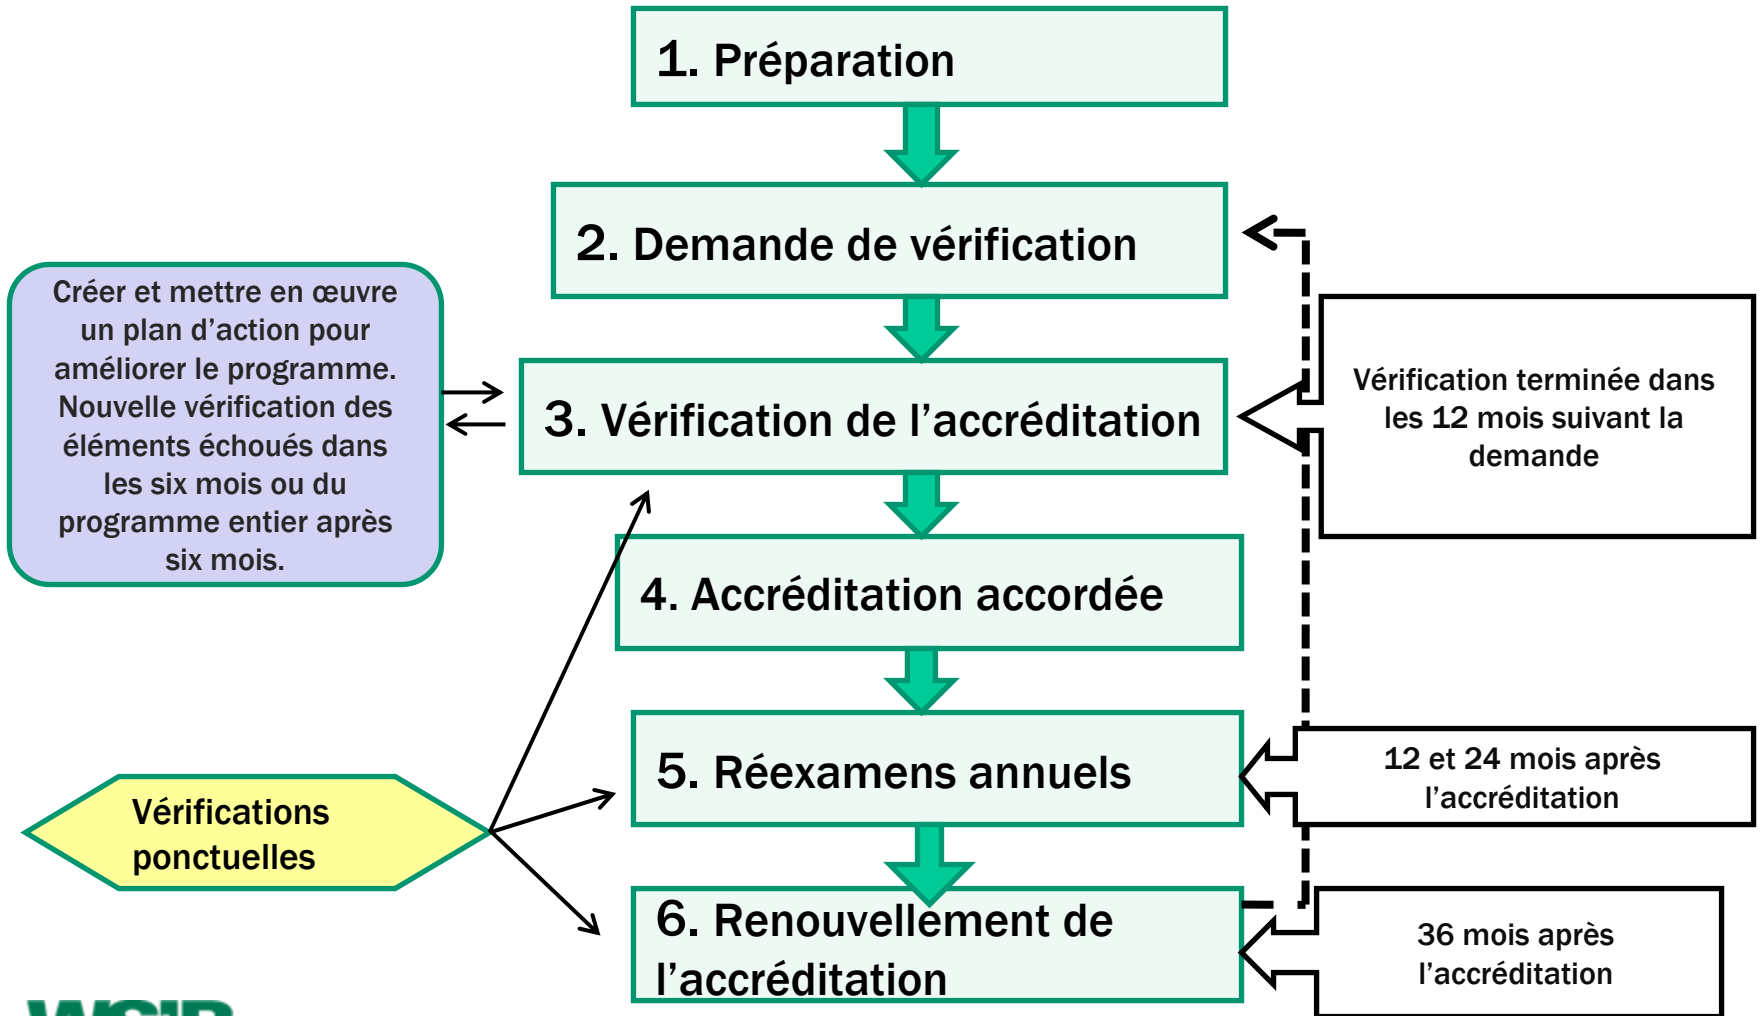 1. Préparation
2. Demande de vérification
Créer et mettre en œuvre
un plan d’action pour
améliorer le programme.
Nouvelle vérification des
éléments échoués dans
les six mois ou du
programme entier après
six mois.
3. Vérification de l’accréditation
Vérification terminée dans
les 12 mois suivant la
demande
4. Accréditation accordée
5. Réexamens annuels
12 et 24 mois après
l’accréditation
Vérifications
ponctuelles
6. Renouvellement de
l’accréditation
36 mois après
l’accréditation